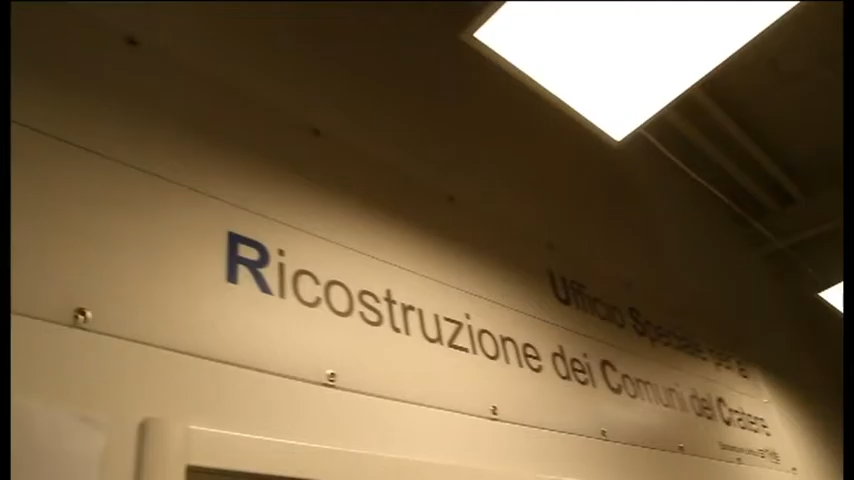 Ufficio Speciale per la
Ricostruzione dei Comuni del Cratere